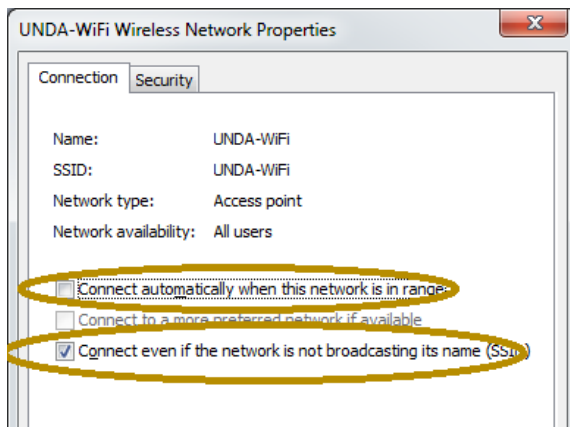 UNDA-WiFi Wireless Network Properties
Connection Security
Name: UNDA-WiFi
SSID: UNDA-WiFi
Network type: Access point
Network availability: All users
Connect automatically when this network is in range
Connect to a more preferred network if available
Connect even if the network is not broadcasting its name (SSID)